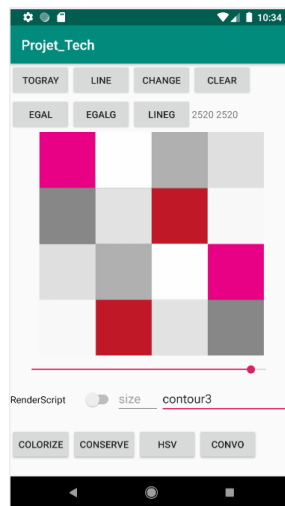 10:34
Projet_Tech
TOGRAY LINE CHANGE CLEAR
EGAL EGALG LINEG 2520 2520
RenderScript size contour3
COLORIZE CONSERVE HSV CONVO